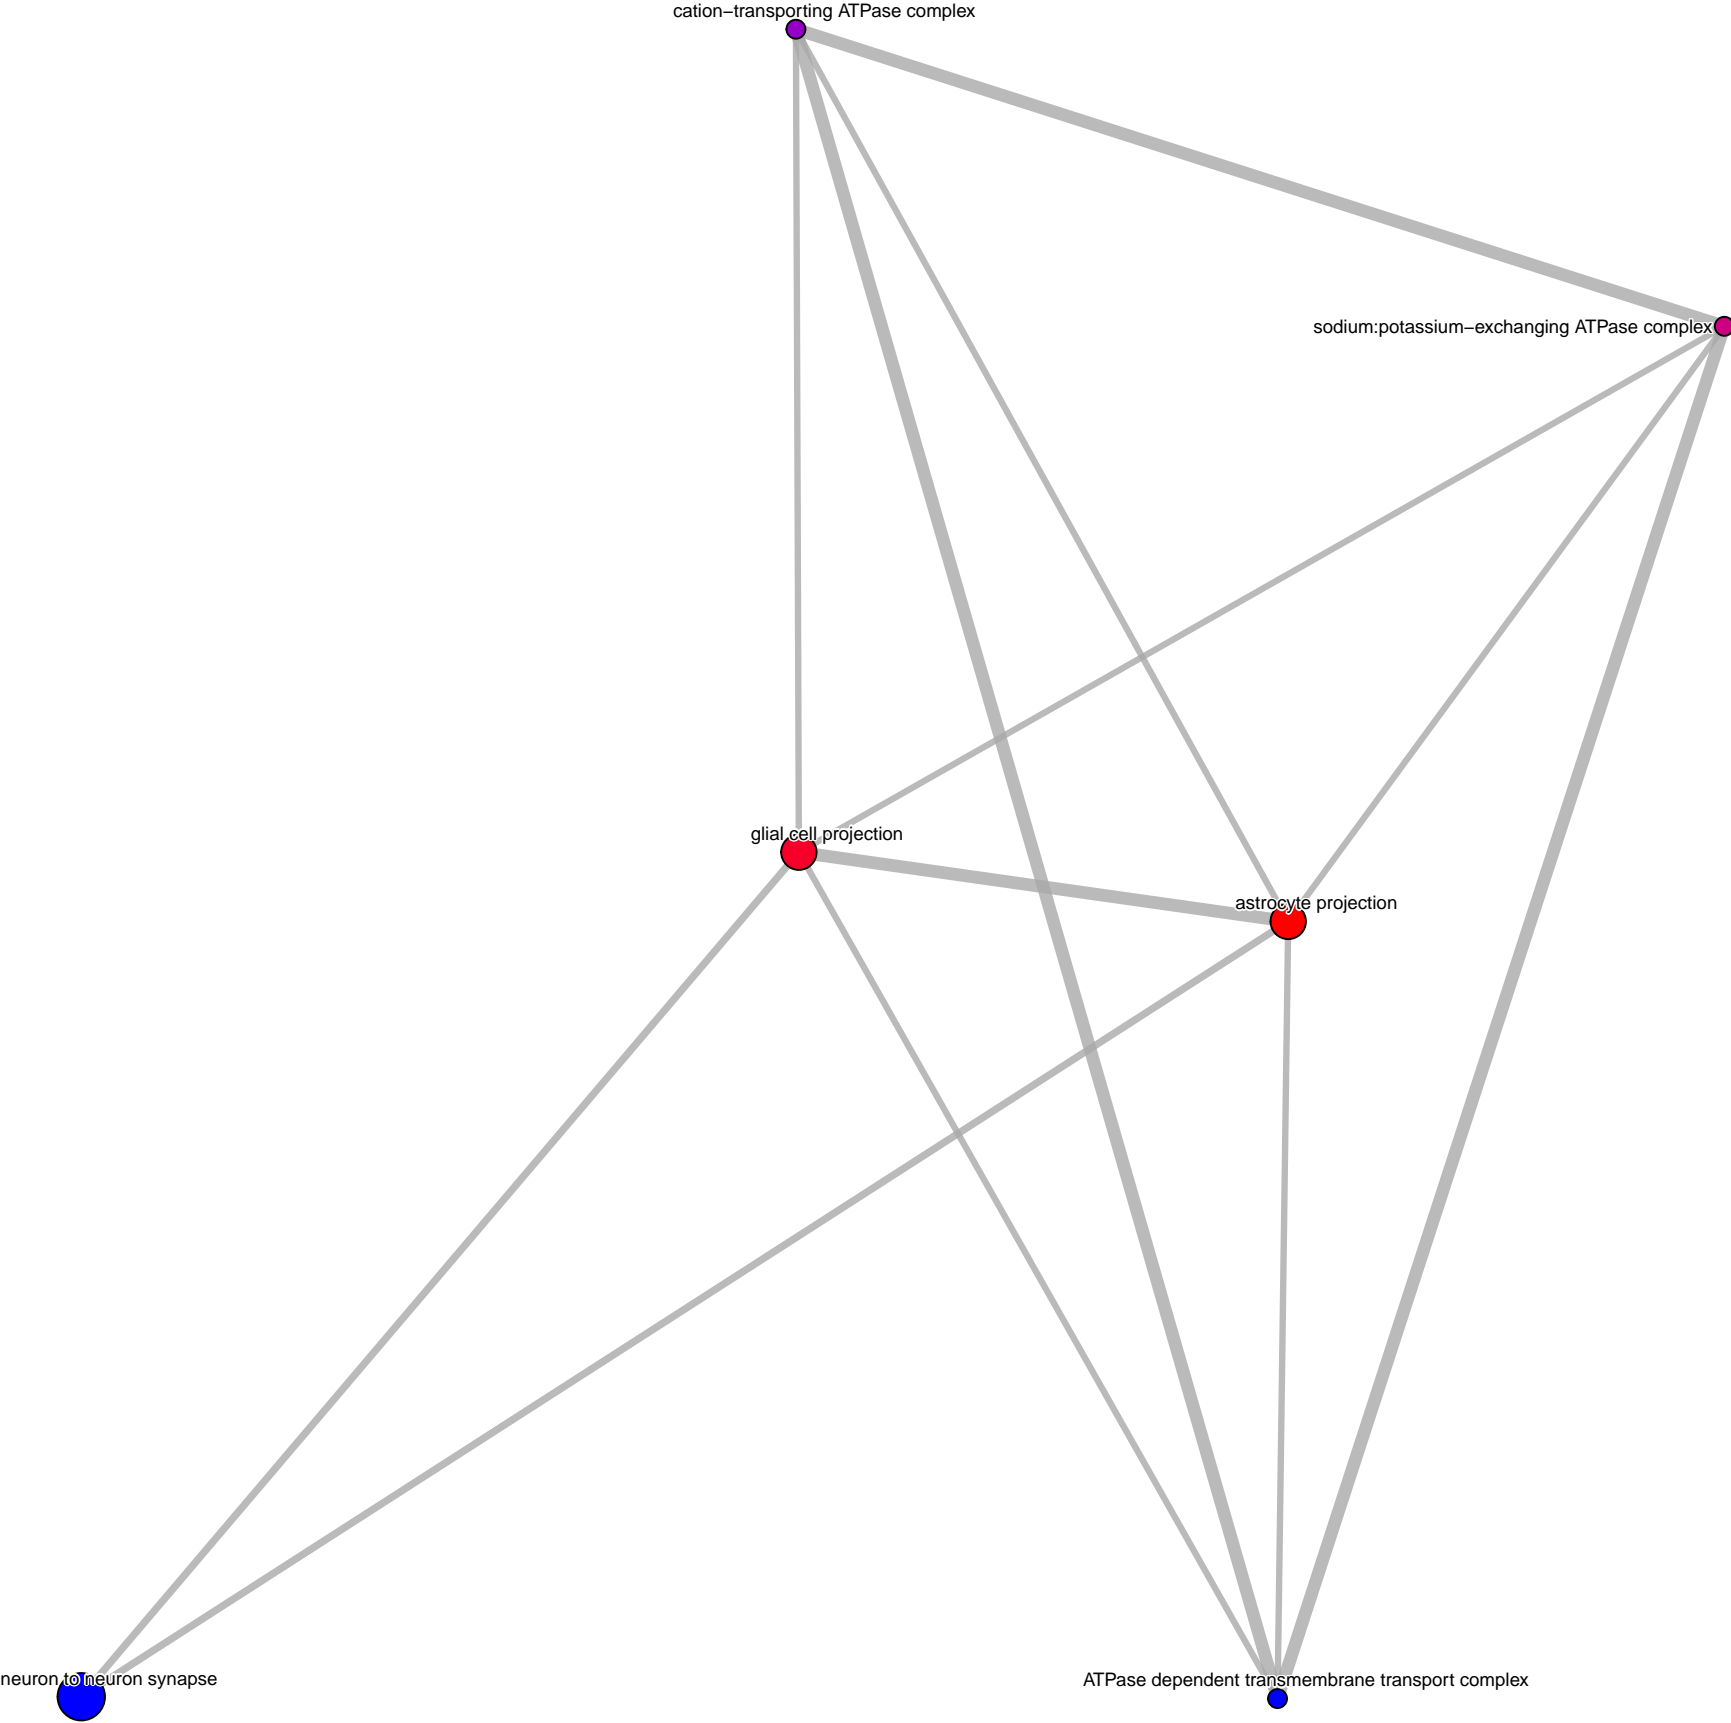 cation−transporting ATPase complex
sodium:potassium−exchanging ATPase complex
glial cell projection
astrocyte projection
neuron to neuron synapse
ATPase dependent transmembrane transport complex